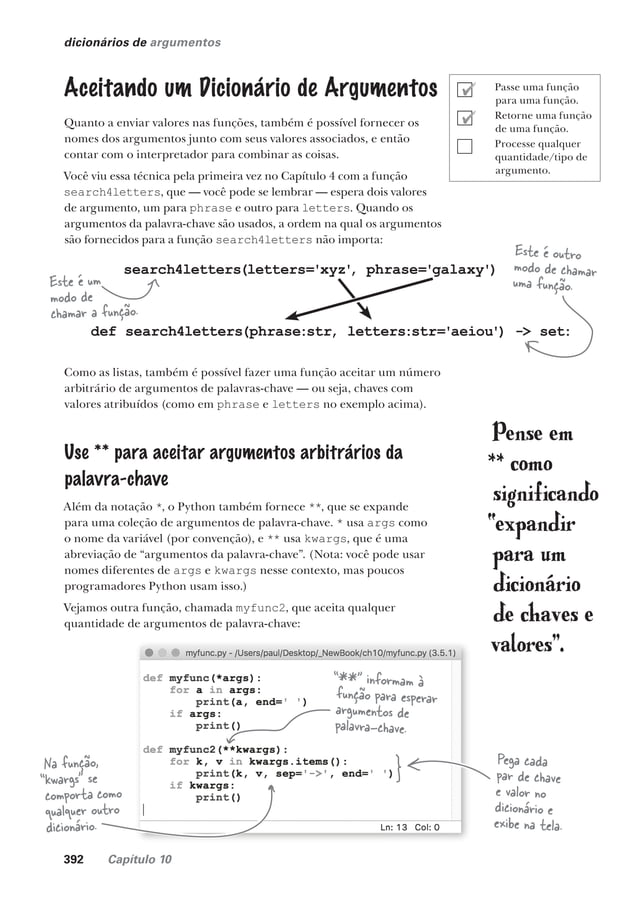 dicionários de argumentos
Aceitando um Dicionário de Argumentos
Quanto a enviar valores nas funções, também é possível fornecer os
nomes dos argumentos junto com seus valores associados, e então
contar com o interpretador para combinar as coisas.
Você viu essa técnica pela primeira vez no Capítulo 4 com a função
search4letters, que — você pode se lembrar — espera dois valores
de argumento, um para phrase e outro para letters. Quando os
argumentos da palavra-chave são usados, a ordem na qual os argumentos
são fornecidos para a função search4letters não importa:
Passe uma função
para uma função.
Retorne uma função
de uma função.
Processe qualquer
quantidade/tipo de
argumento.
Este é um
modo de
chamar a função.
search4letters(letters='xyz', phrase='galaxy')
Este é outro
modo de chamar
uma função.
def search4letters(phrase:str, letters:str='aeiou') -> set:
Como as listas, também é possível fazer uma função aceitar um número
arbitrário de argumentos de palavras-chave — ou seja, chaves com
valores atribuídos (como em phrase e letters no exemplo acima).
Use ** para aceitar argumentos arbitrários da
palavra-chave
Além da notação *, o Python também fornece **, que se expande
para uma coleção de argumentos de palavra-chave. * usa args como
o nome da variável (por convenção), e ** usa kwargs, que é uma
abreviação de “argumentos da palavra-chave”. (Nota: você pode usar
nomes diferentes de args e kwargs nesse contexto, mas poucos
programadores Python usam isso.)
Vejamos outra função, chamada myfunc2, que aceita qualquer
quantidade de argumentos de palavra-chave:
Pense em
** como
significando
"expandir
para um
dicionário
de chaves e
valores".
myfunc.py - /Users/paul/Desktop/_NewBook/ch10/myfunc.py (3.5.1)
def myfunc(*args):
for a in args:
print(a, end=' ')
if args:
print()
def myfunc2(**kwargs):
for k, v in kwargs.items():
print(k, v, sep='->', end=' ')
if kwargs:
print()
Ln: 13 Col: 0
"**" informam à
função para esperar
argumentos de
palavra-chave.
Na função,
"kwargs" se
comporta como
qualquer outro
dicionário.
Pega cada
par de chave
e valor no
dicionário e
exibe na tela.
392 Capítulo 10